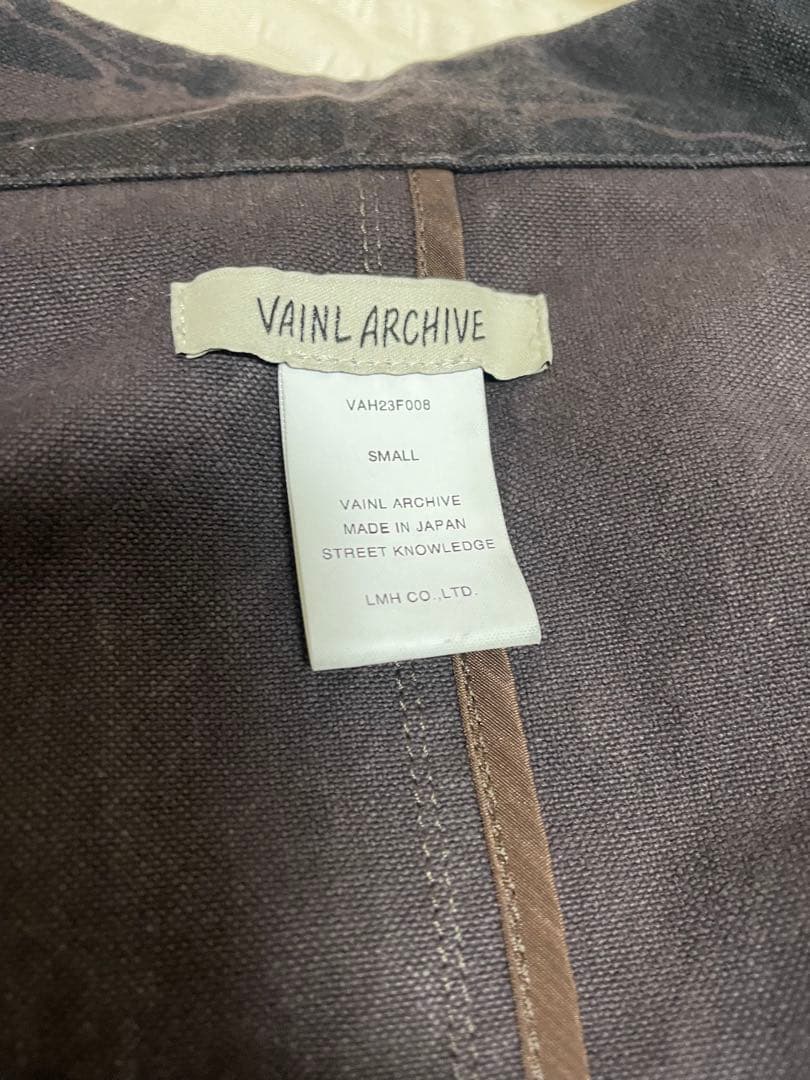 VAINL ARCHIVE
VAH23F008
SMALL
VAINL ARCHIVE
MADE IN JAPAN
STREET KNOWLEDGE
LMH CO.,LTD.